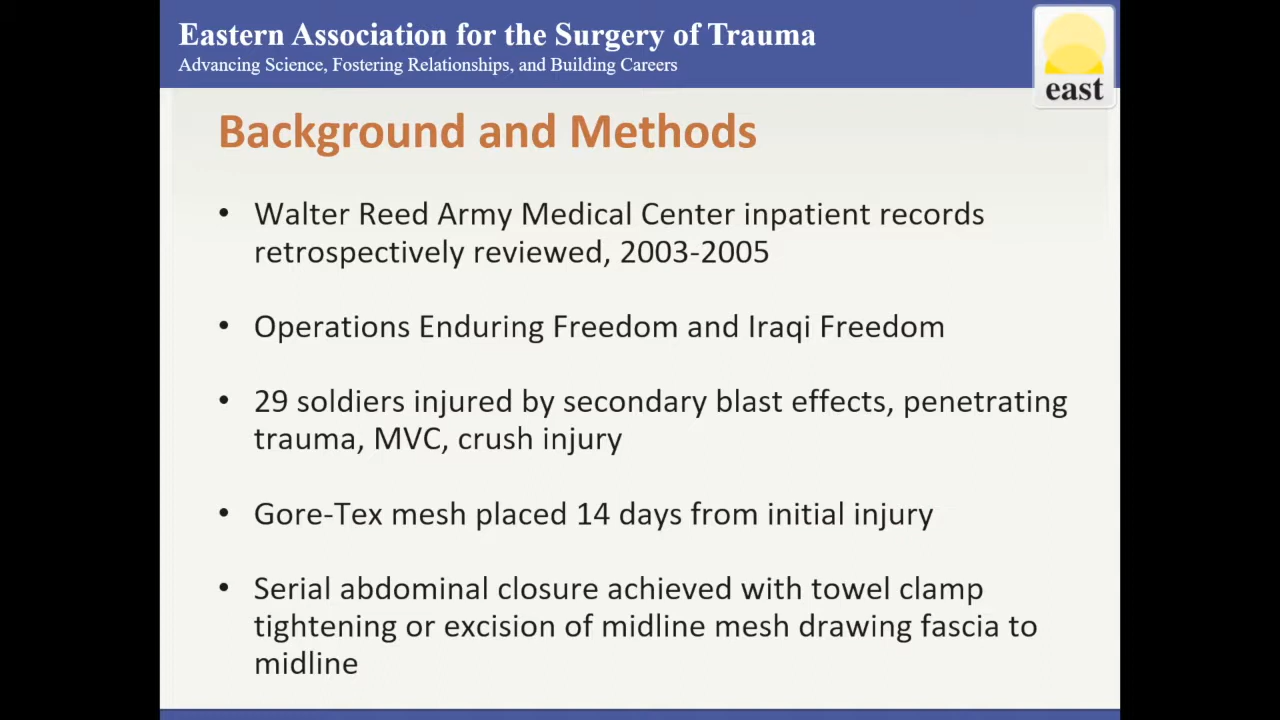 Eastern Association for the Surgery of Trauma
Advancing Science, Fostering Relationships, and Building Careers
east
Background and Methods
• Walter Reed Army Medical Center inpatient records
retrospectively reviewed, 2003-2005
• Operations Enduring Freedom and Iraqi Freedom
• 29 soldiers injured by secondary blast effects, penetrating
trauma, MVC, crush injury
• Gore-Tex mesh placed 14 days from initial injury
• Serial abdominal closure achieved with towel clamp
tightening or excision of midline mesh drawing fascia to
midline